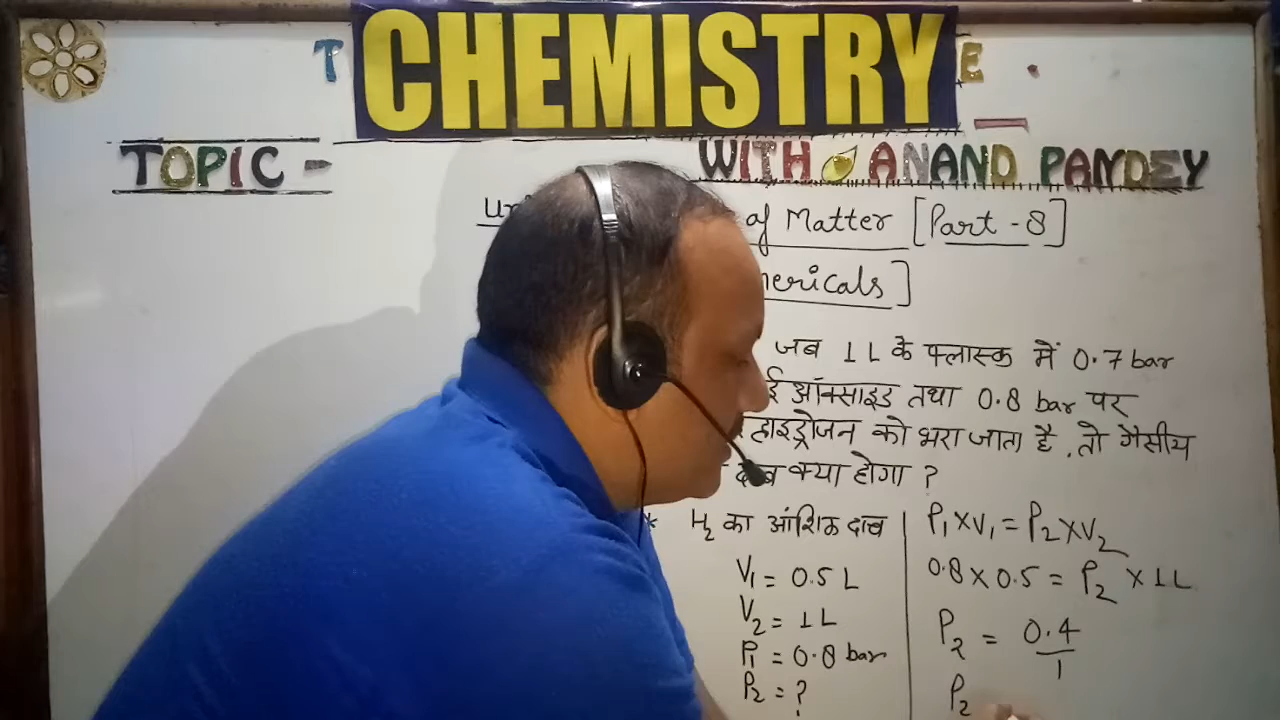 T CHEMISTRY E
TOPIC -
WITH ANAND PANDEY
of Matter [Part - 8]
mericals]
जब 1 L के फ्लास्क में 0.7 bar
ई ऑक्साइड तथा 0.8 bar पर
हाइड्रोजन को भरा जाता है, तो गैसीय
दाब क्या होगा ?
* H₂ का आंशिक दाब
V₁ = 0.5 L
V₂ = 1 L
P₁ = 0.8 bar
P₂ = ?
P₁ × V₁ = P₂ × V₂
0.8 × 0.5 = P₂ × 1 L
P₂ = 0.4/1
P₂